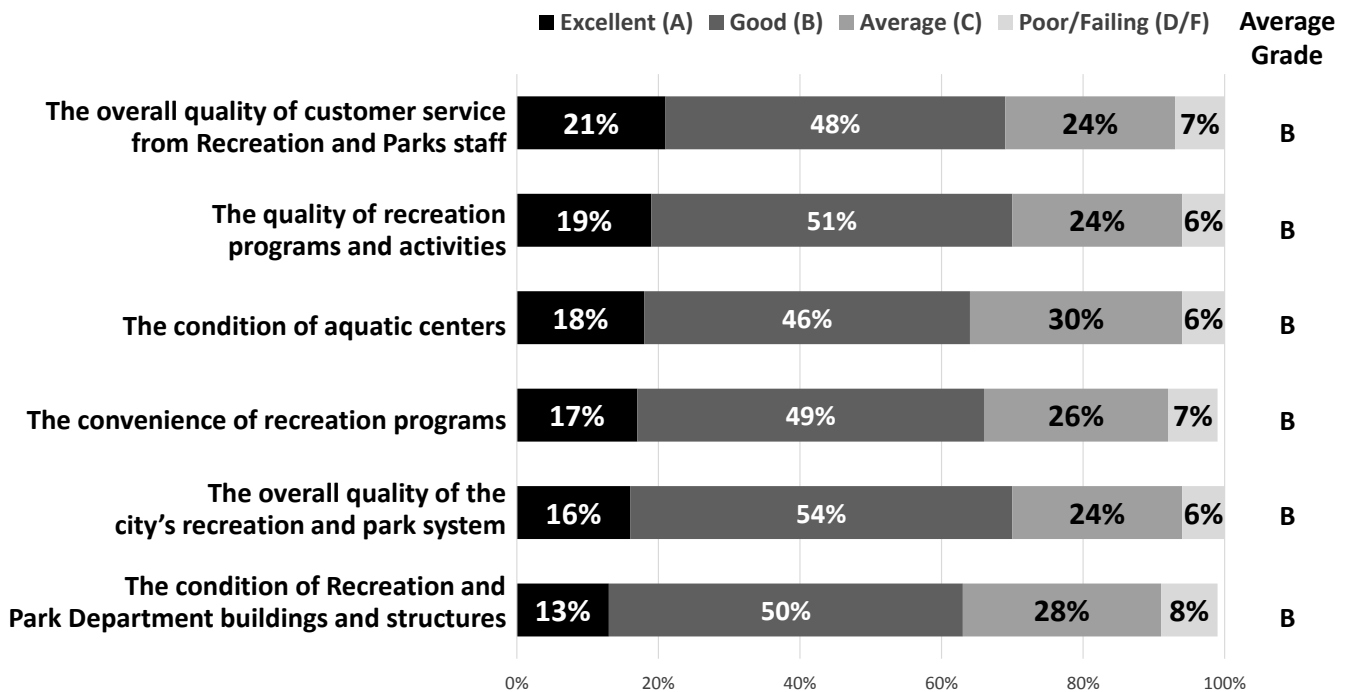 Excellent (A) Good (B) Average (C) Poor/Failing (D/F)
Average
Grade
The overall quality of customer service
from Recreation and Parks staff
21% 48% 24% 7%
B
The quality of recreation
programs and activities
19% 51% 24% 6%
B
The condition of aquatic centers
18% 46% 30% 6%
B
The convenience of recreation programs
17% 49% 26% 7%
B
The overall quality of the
city’s recreation and park system
16% 54% 24% 6%
B
The condition of Recreation and
Park Department buildings and structures
13% 50% 28% 8%
B
0% 20% 40% 60% 80% 100%